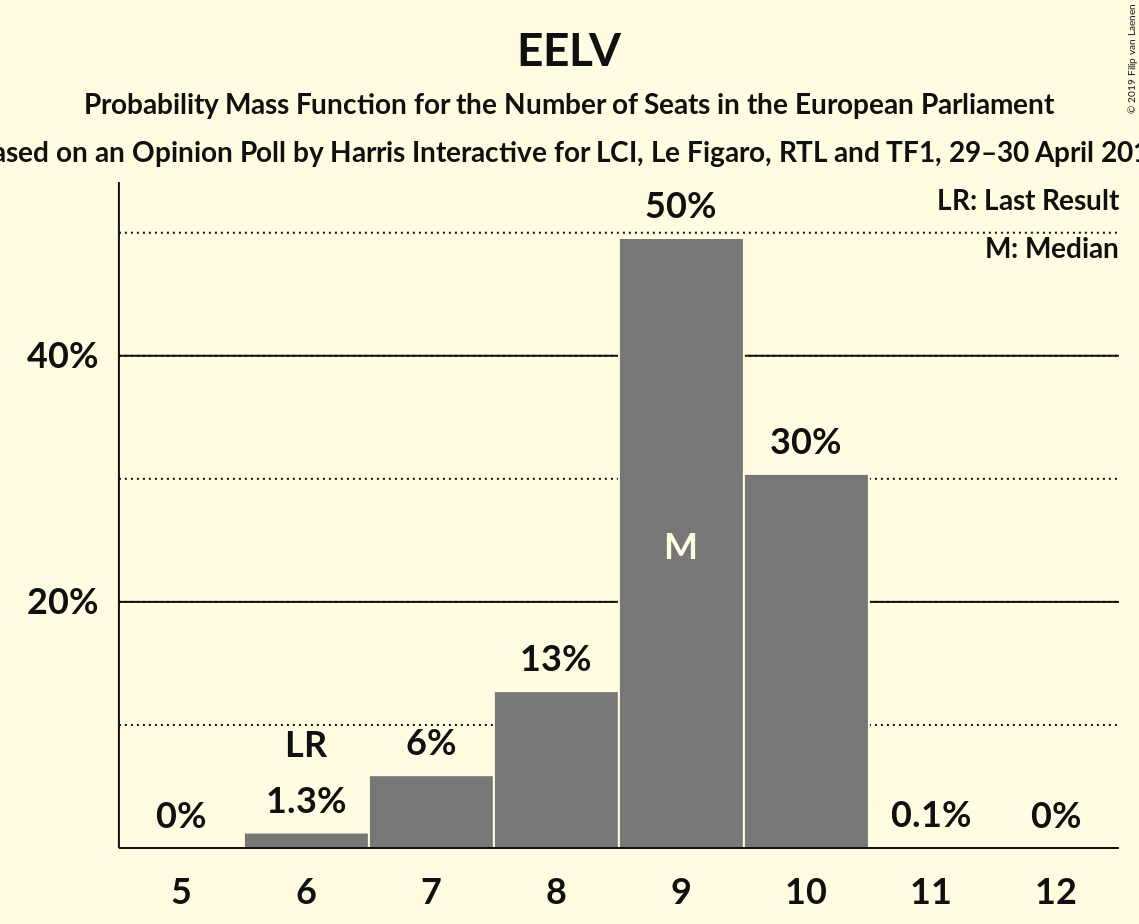 EELV
Probability Mass Function for the Number of Seats in the European Parliament
on an Opinion Poll by Harris Interactive for LCI, Le Figaro, RTL and TF1, 29–30 April
© 2019 Filip van Laenen
LR: Last Result
M: Median
50%
40%
30%
M
20%
13%
LR
6%
1.3%
0%
0.1%
0%
5 6 7 8 9 10 11 12